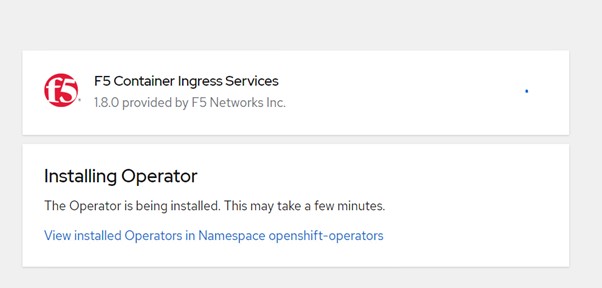 f5
F5 Container Ingress Services
1.8.0 provided by F5 Networks Inc.
Installing Operator
The Operator is being installed. This may take a few minutes.
View installed Operators in Namespace openshift-operators